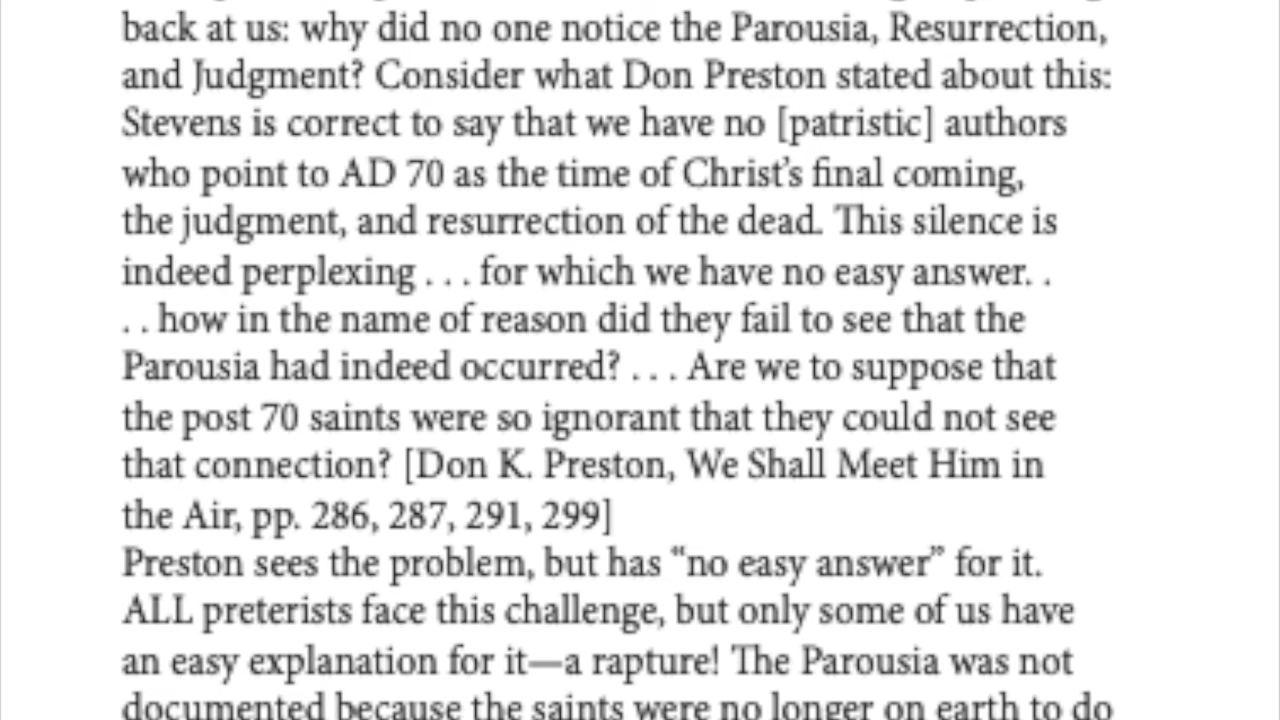 back at us: why did no one notice the Parousia, Resurrection,
and Judgment? Consider what Don Preston stated about this:
Stevens is correct to say that we have no [patristic] authors
who point to AD 70 as the time of Christ’s final coming,
the judgment, and resurrection of the dead. This silence is
indeed perplexing . . . for which we have no easy answer. .
. . how in the name of reason did they fail to see that the
Parousia had indeed occurred? . . . Are we to suppose that
the post 70 saints were so ignorant that they could not see
that connection? [Don K. Preston, We Shall Meet Him in
the Air, pp. 286, 287, 291, 299]
Preston sees the problem, but has “no easy answer” for it.
ALL preterists face this challenge, but only some of us have
an easy explanation for it—a rapture! The Parousia was not
documented because the saints were no longer on earth to do